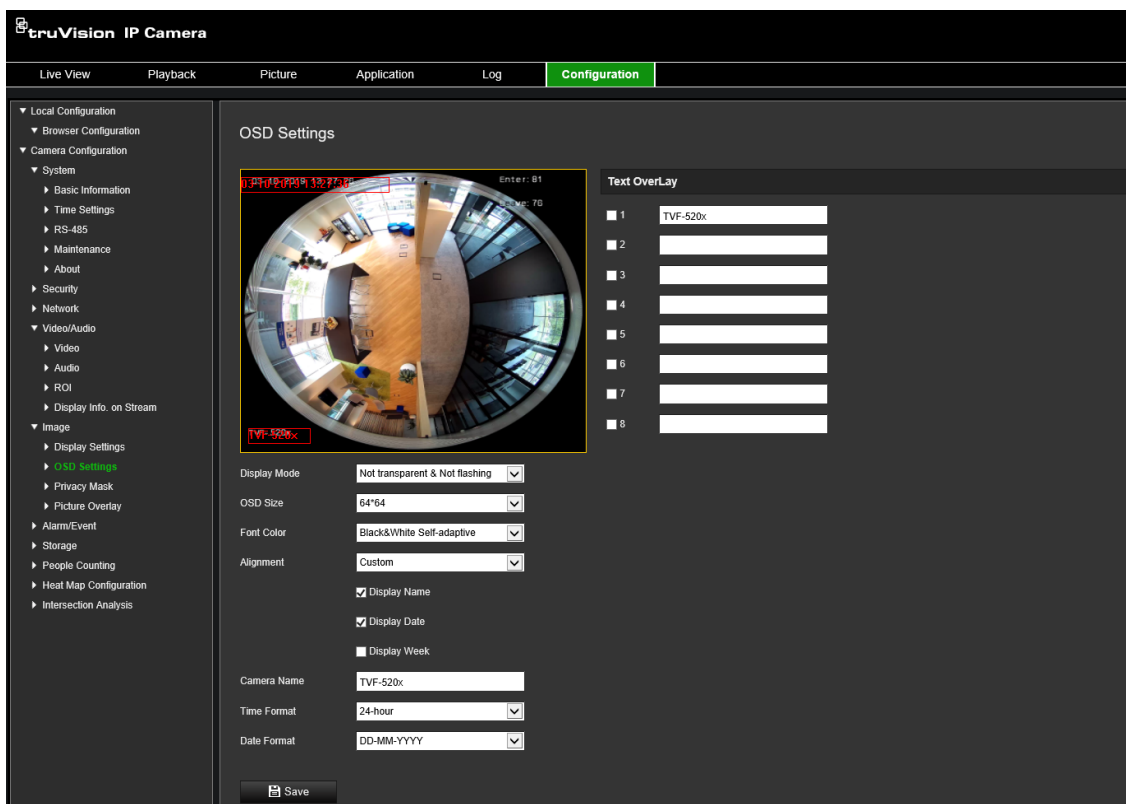 truVision IP Camera
Live View Playback Picture Application Log Configuration
Local Configuration
Browser Configuration
Camera Configuration
System
Basic Information
Time Settings
RS-485
Maintenance
About
Security
Network
Video/Audio
Video
Audio
ROI
Display Info. on Stream
Image
Display Settings
OSD Settings
Privacy Mask
Picture Overlay
Alarm/Event
Storage
People Counting
Heat Map Configuration
Intersection Analysis
OSD Settings
Enter: 81
Leave: 76
TVF-520x
Display Mode Not transparent & Not flashing
OSD Size 64*64
Font Color Black&White Self-adaptive
Alignment Custom
Display Name
Display Date
Display Week
Camera Name TVF-520x
Time Format 24-hour
Date Format DD-MM-YYYY
Save
Text OverLay
1 TVF-520x
2
3
4
5
6
7
8